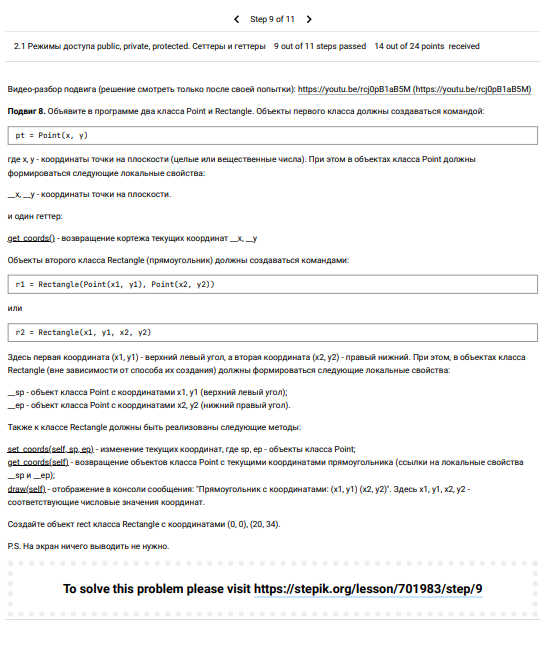 Step 9 of 11
2.1 Режимы доступа public, private, protected. Сеттеры и геттеры 9 out of 11 steps passed 14 out of 24 points received
Видео-разбор подвига (решение смотреть только после своей попытки): https://youtu.be/rcj0pB1aB5M (https://youtu.be/rcj0pB1aB5M)
Подвиг 8. Объявите в программе два класса Point и Rectangle. Объекты первого класса должны создаваться командой:
pt = Point(x, y)
где x, y - координаты точки на плоскости (целые или вещественные числа). При этом в объектах класса Point должны
формироваться следующие локальные свойства:
__x, __y - координаты точки на плоскости.
и один геттер:
get_coords() - возвращение кортежа текущих координат __x, __y
Объекты второго класса Rectangle (прямоугольник) должны создаваться командами:
r1 = Rectangle(Point(x1, y1), Point(x2, y2))
или
r2 = Rectangle(x1, y1, x2, y2)
Здесь первая координата (x1, y1) - верхний левый угол, а вторая координата (x2, y2) - правый нижний. При этом, в объектах класса
Rectangle (вне зависимости от способа их создания) должны формироваться следующие локальные свойства:
__sp - объект класса Point с координатами x1, y1 (верхний левый угол);
__ep - объект класса Point с координатами x2, y2 (нижний правый угол).
Также к классе Rectangle должны быть реализованы следующие методы:
set_coords(self, sp, ep) - изменение текущих координат, где sp, ep - объекты класса Point;
get_coords(self) - возвращение объектов класса Point с текущими координатами прямоугольника (ссылки на локальные свойства
__sp и __ep);
draw(self) - отображение в консоли сообщения: "Прямоугольник с координатами: (x1, y1) (x2, y2)". Здесь x1, y1, x2, y2 -
соответствующие числовые значения координат.
Создайте объект rect класса Rectangle с координатами (0, 0), (20, 34).
P.S. На экран ничего выводить не нужно.
To solve this problem please visit https://stepik.org/lesson/701983/step/9